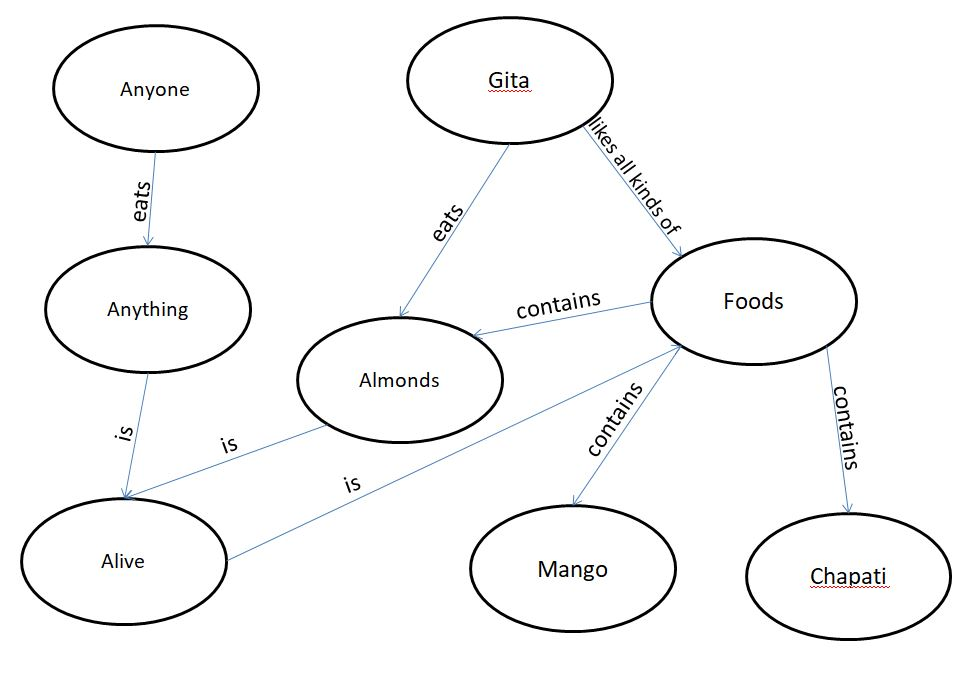 Anyone
Gita
likes all kinds of
eats
eats
Anything
contains
Foods
Almonds
is
is
is
contains
contains
Alive
Mango
Chapati